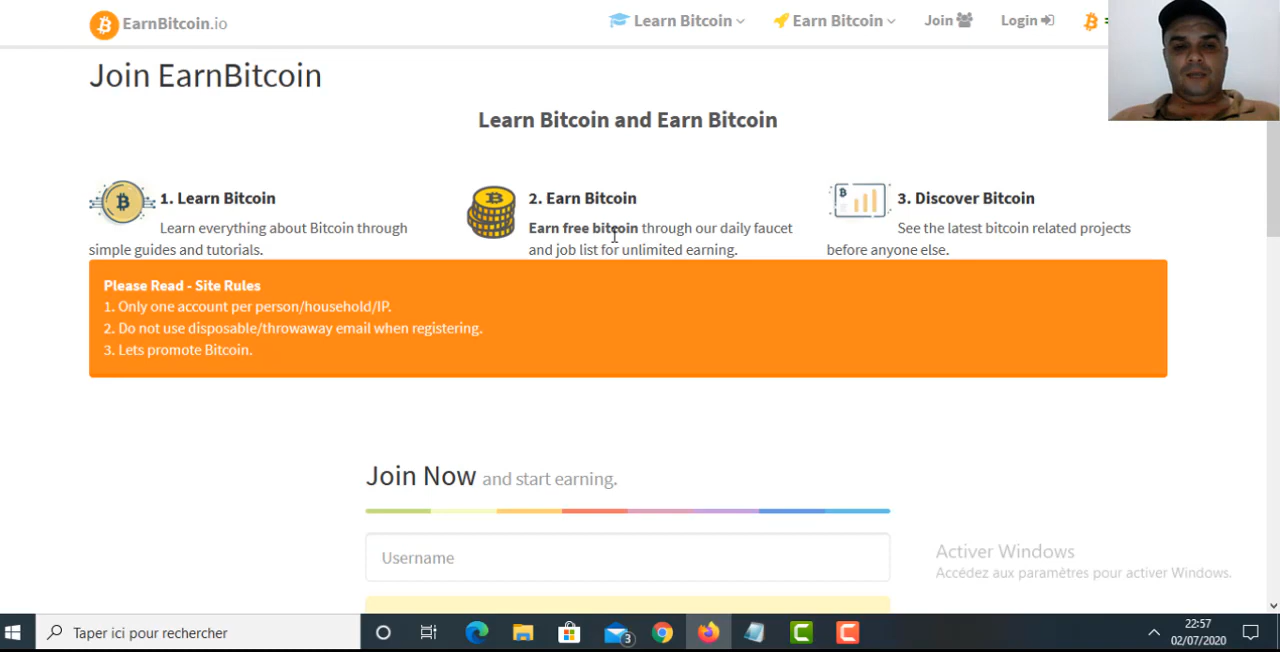 EarnBitcoin.io
Learn Bitcoin
Earn Bitcoin
Join
Login
=
Join EarnBitcoin
Learn Bitcoin and Earn Bitcoin
1. Learn Bitcoin
Learn everything about Bitcoin through
simple guides and tutorials.
2. Earn Bitcoin
Earn free bitcoin through our daily faucet
and job list for unlimited earning.
3. Discover Bitcoin
See the latest bitcoin related projects
before anyone else.
Please Read - Site Rules
1. Only one account per person/household/IP.
2. Do not use disposable/throwaway email when registering.
3. Lets promote Bitcoin.
Join Now and start earning.
Username
Activer Windows
Accédez aux paramètres pour activer Windows.
Taper ici pour rechercher
3
22:57
02/07/2020